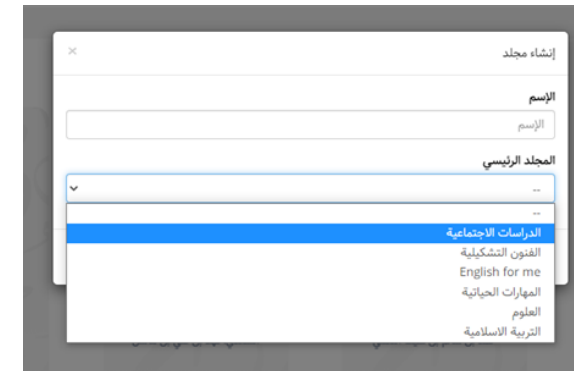 إنشاء مجلد ×
الإسم
الإسم
المجلد الرئيسي
--
--
الدراسات الاجتماعية
الفنون التشكيلية
English for me
المهارات الحياتية
العلوم
التربية الاسلامية